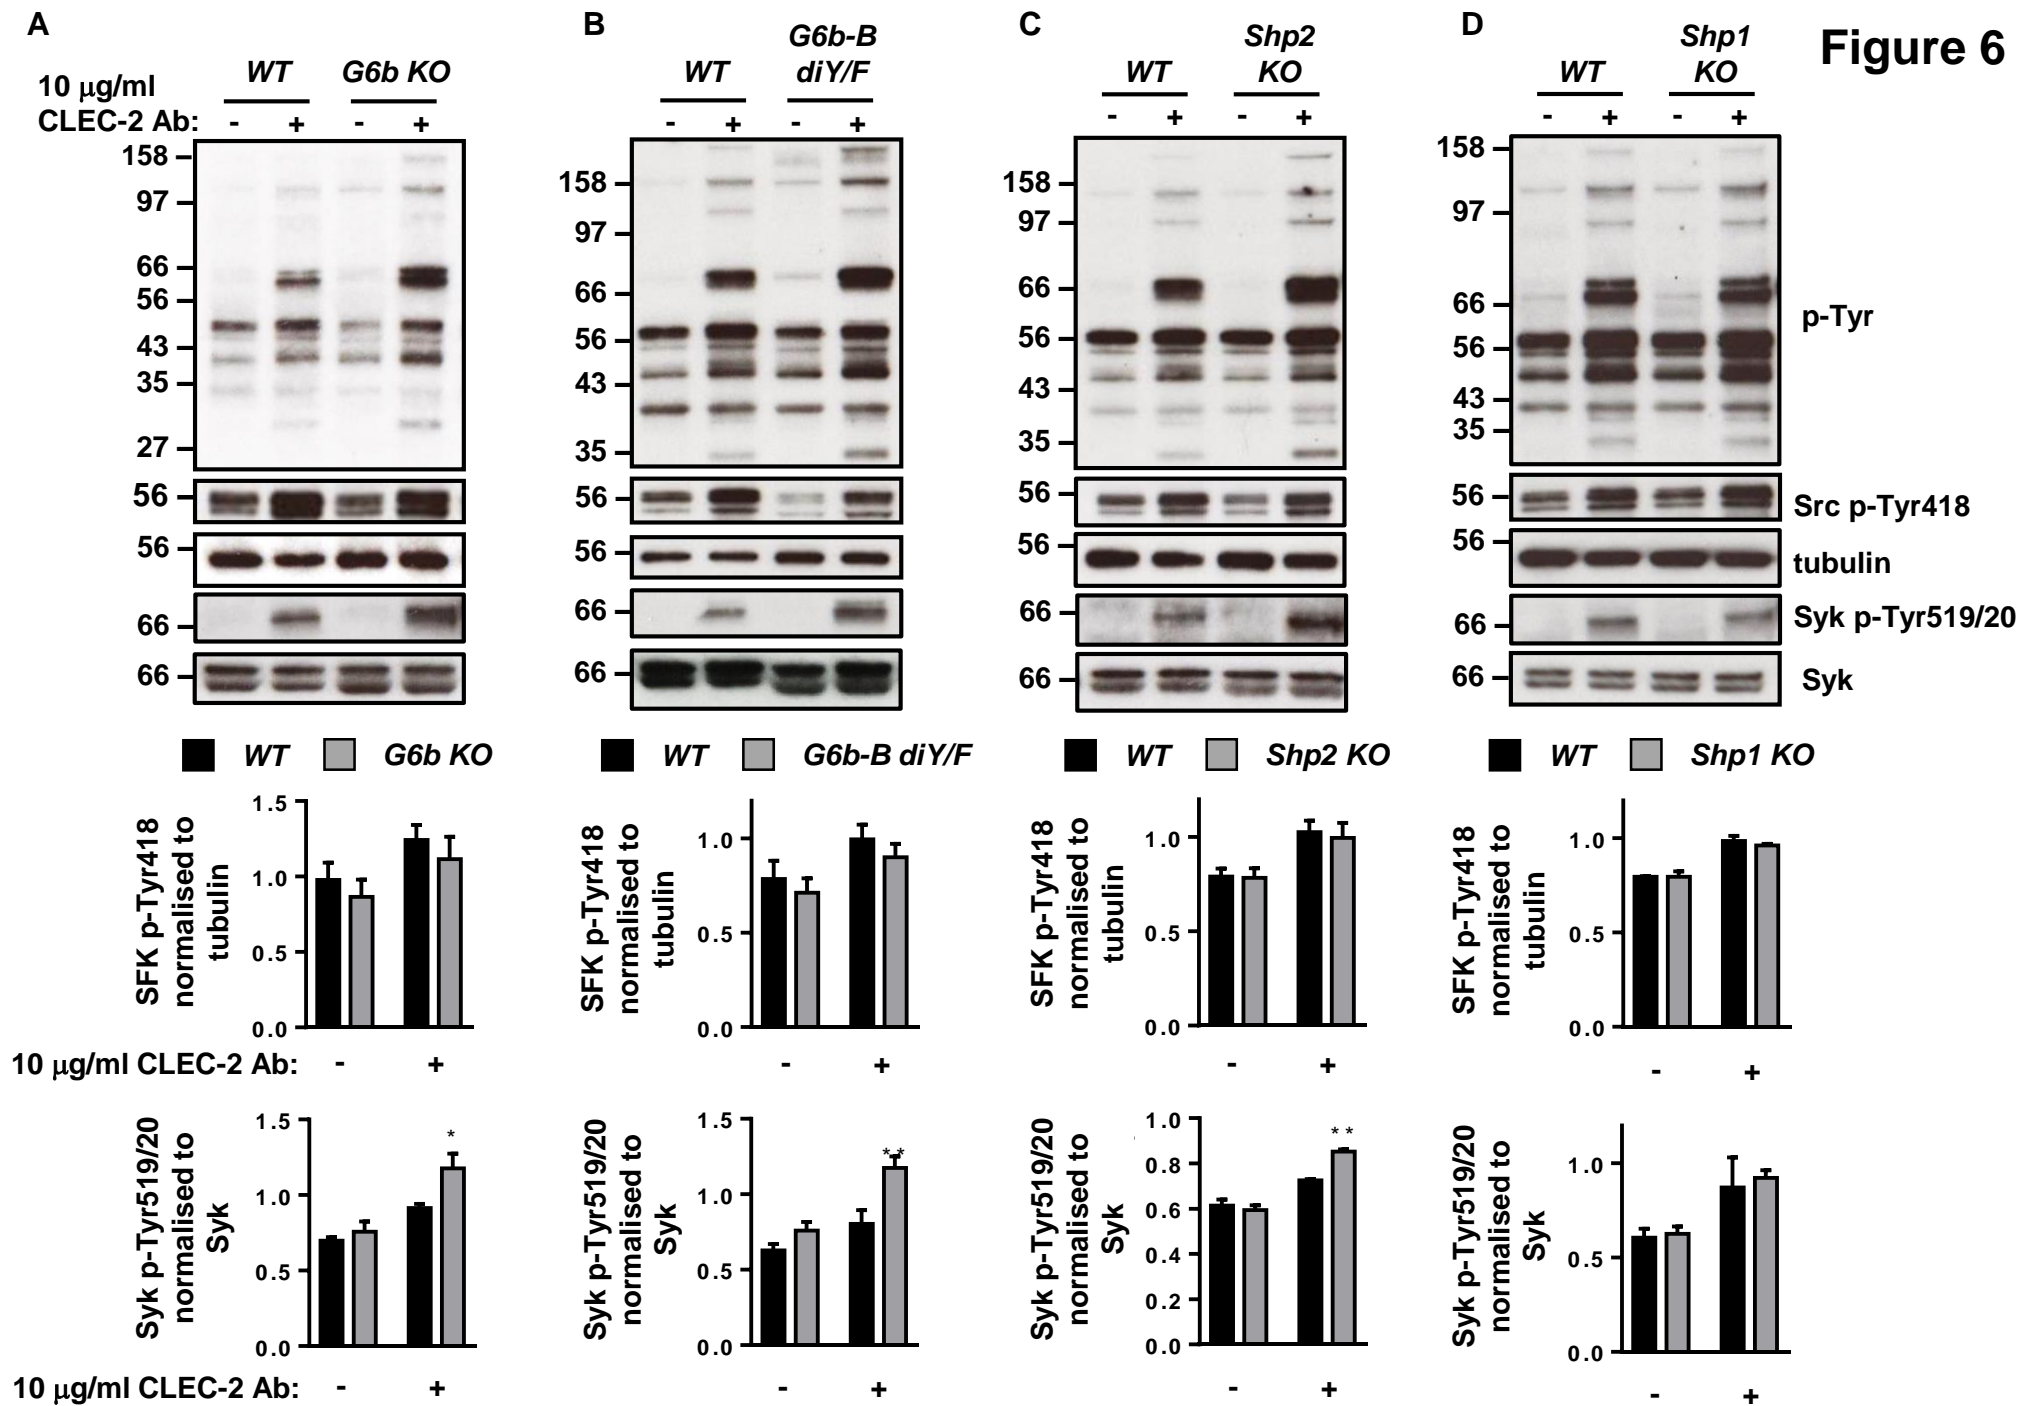 Figure 6
A
WT
G6b KO
10 µg/ml
CLEC-2 Ab:
- + - +
158
97
66
56
43
35
27
56
56
66
66
B
WT
G6b-B
diY/F
- + - +
158
97
66
56
43
35
56
56
66
66
C
WT
Shp2
KO
- + - +
158
97
66
56
43
35
56
56
66
66
D
WT
Shp1
KO
- + - +
158
97
66
56
43
35
56
56
66
66
p-Tyr
Src p-Tyr418
tubulin
Syk p-Tyr519/20
Syk
WT G6b KO
SFK p-Tyr418
normalised to
tubulin
1.5
1.0
0.5
0.0
10 µg/ml CLEC-2 Ab: - +
WT G6b-B diY/F
SFK p-Tyr418
normalised to
tubulin
1.0
0.5
0.0
- +
WT Shp2 KO
SFK p-Tyr418
normalised to
tubulin
1.0
0.5
0.0
- +
WT Shp1 KO
SFK p-Tyr418
normalised to
tubulin
1.0
0.5
0.0
- +
Syk p-Tyr519/20
normalised to
Syk
1.5
1.0
0.5
0.0
*
10 µg/ml CLEC-2 Ab: - +
Syk p-Tyr519/20
normalised to
Syk
1.5
1.0
0.5
0.0
**
- +
Syk p-Tyr519/20
normalised to
Syk
1.0
0.8
0.6
0.4
0.2
0.0
**
- +
Syk p-Tyr519/20
normalised to
Syk
1.0
0.5
0.0
- +